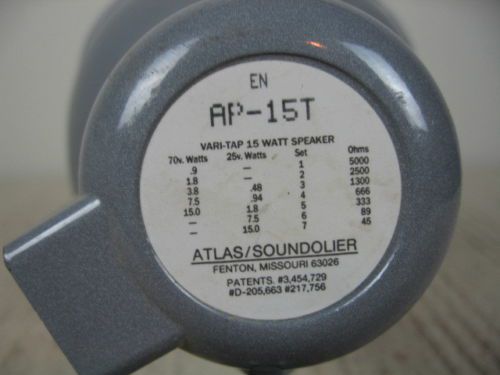 EN
AP-15T
VARI-TAP 15 WATT SPEAKER
70v. Watts 25v. Watts Set Ohms
.9 — 1 5000
1.8 — 2 2500
3.8 .48 3 1300
7.5 .94 4 666
15.0 1.8 5 333
— 7.5 6 89
— 15.0 7 45
ATLAS/SOUNDOLIER
FENTON, MISSOURI 63026
PATENTS. #3,454,729
#D-205,663 #217,756